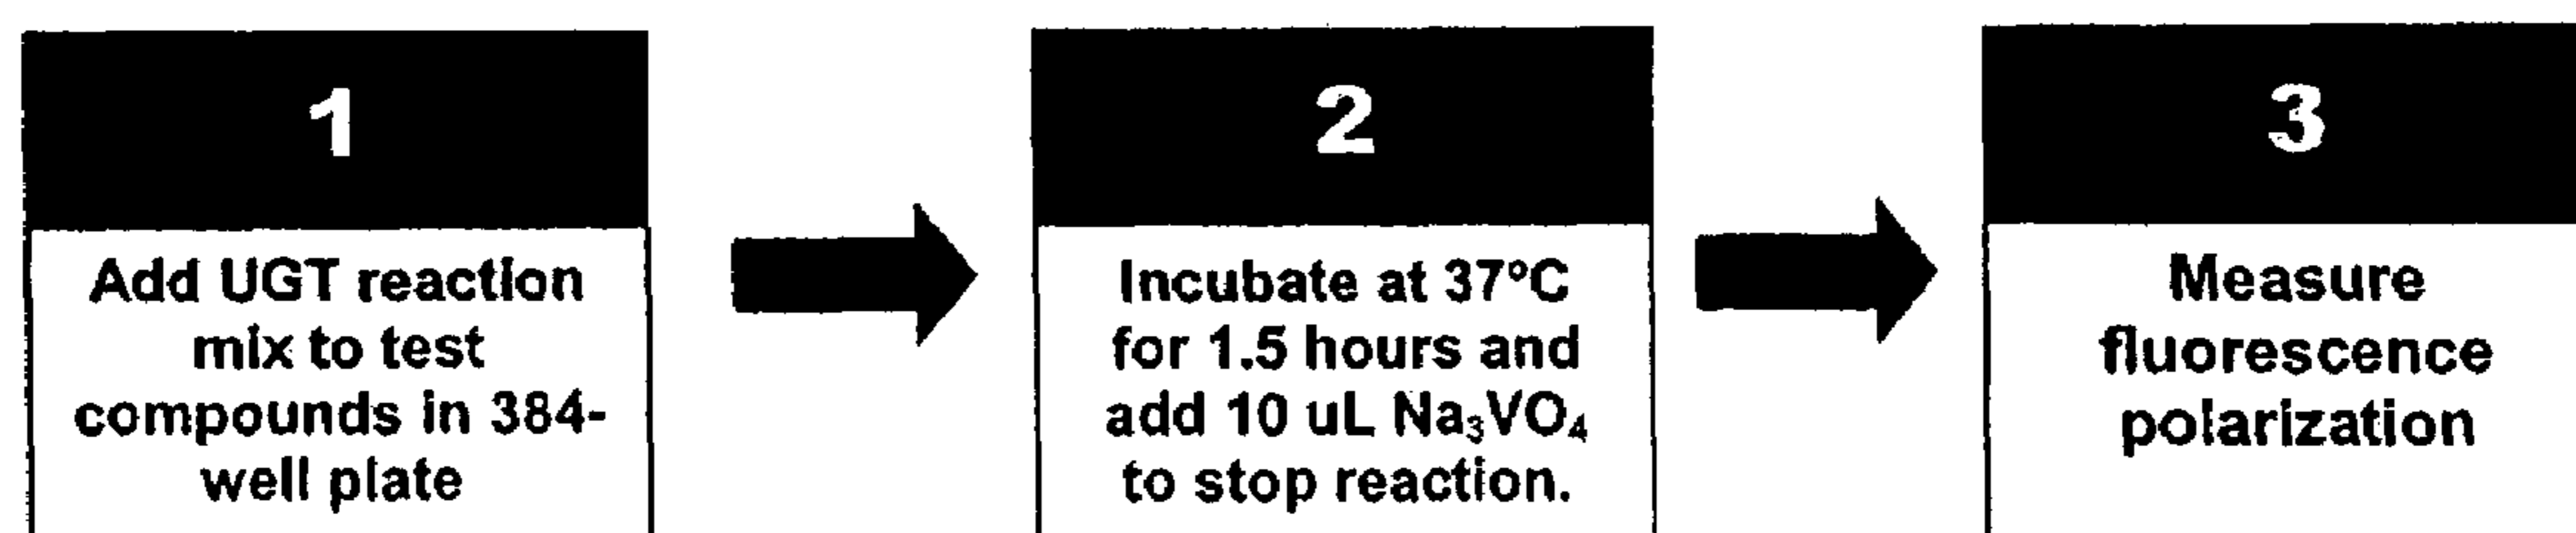 1
Add UGT reaction
mix to test
compounds in 384-
well plate
2
Incubate at 37°C
for 1.5 hours and
add 10 uL Na₃VO₄
to stop reaction.
3
Measure
fluorescence
polarization